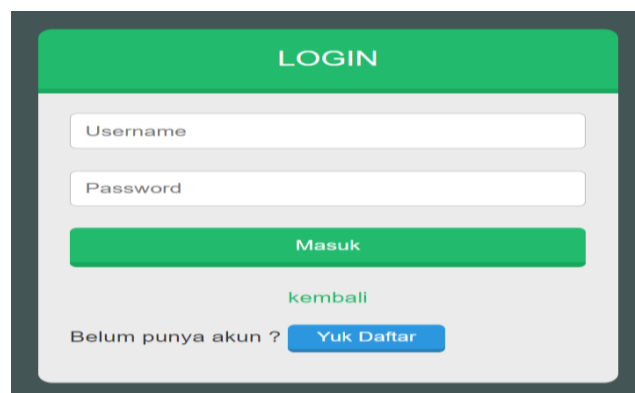 LOGIN
Username
Password
Masuk
kembali
Belum punya akun ? Yuk Daftar